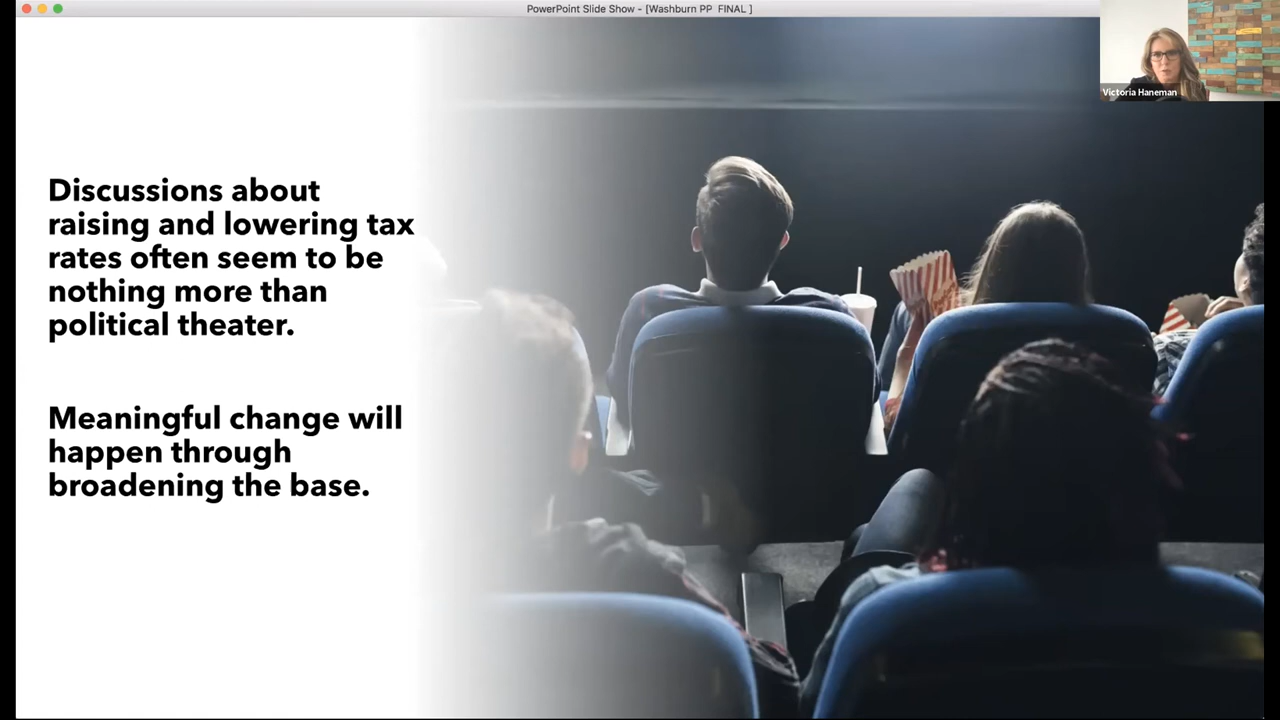 PowerPoint Slide Show - [Washburn PP  FINAL ]
Victoria Haneman
Discussions about
raising and lowering tax
rates often seem to be
nothing more than
political theater.
Meaningful change will
happen through
broadening the base.